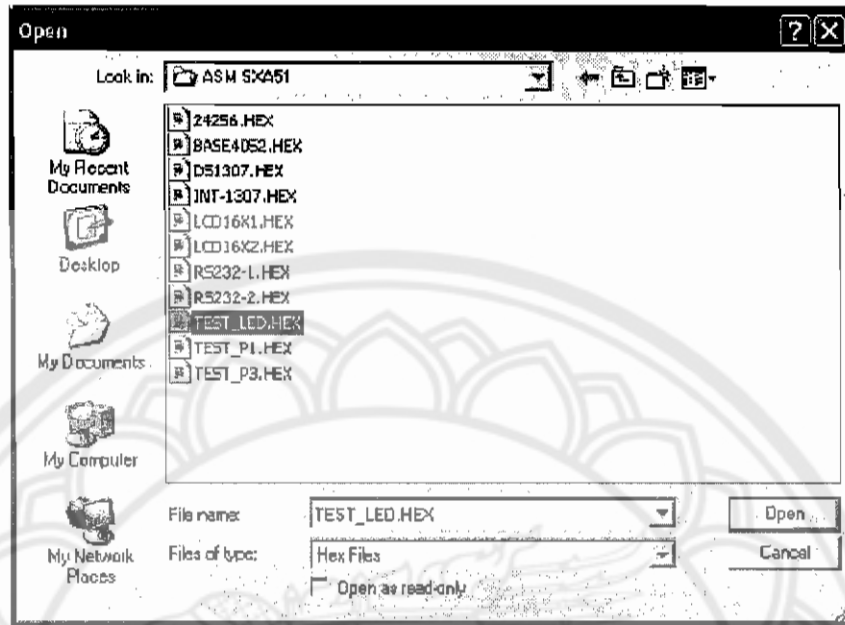 Open
Look in: ASM SXA51
24256.HEX
BASE4052.HEX
DS1307.HEX
INT-1307.HEX
LCD16X1.HEX
LCD16X2.HEX
RS232-1.HEX
RS232-2.HEX
TEST_LED.HEX
TEST_P1.HEX
TEST_P3.HEX
My Recent
Documents
Desktop
My Documents
My Computer
My Network
Places
File name: TEST_LED.HEX Open
Files of type: Hex Files Cancel
Open as read-only